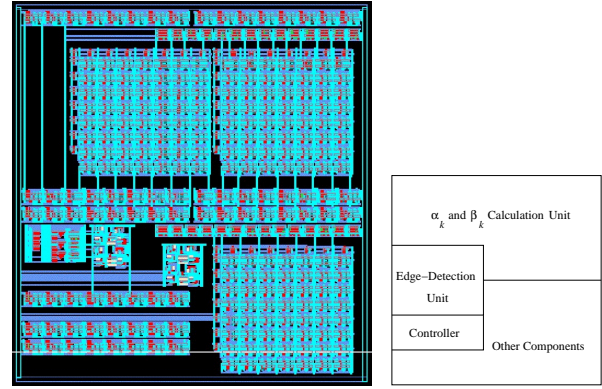 α_k and β_k Calculation Unit
Edge−Detection
Unit
Controller
Other Components